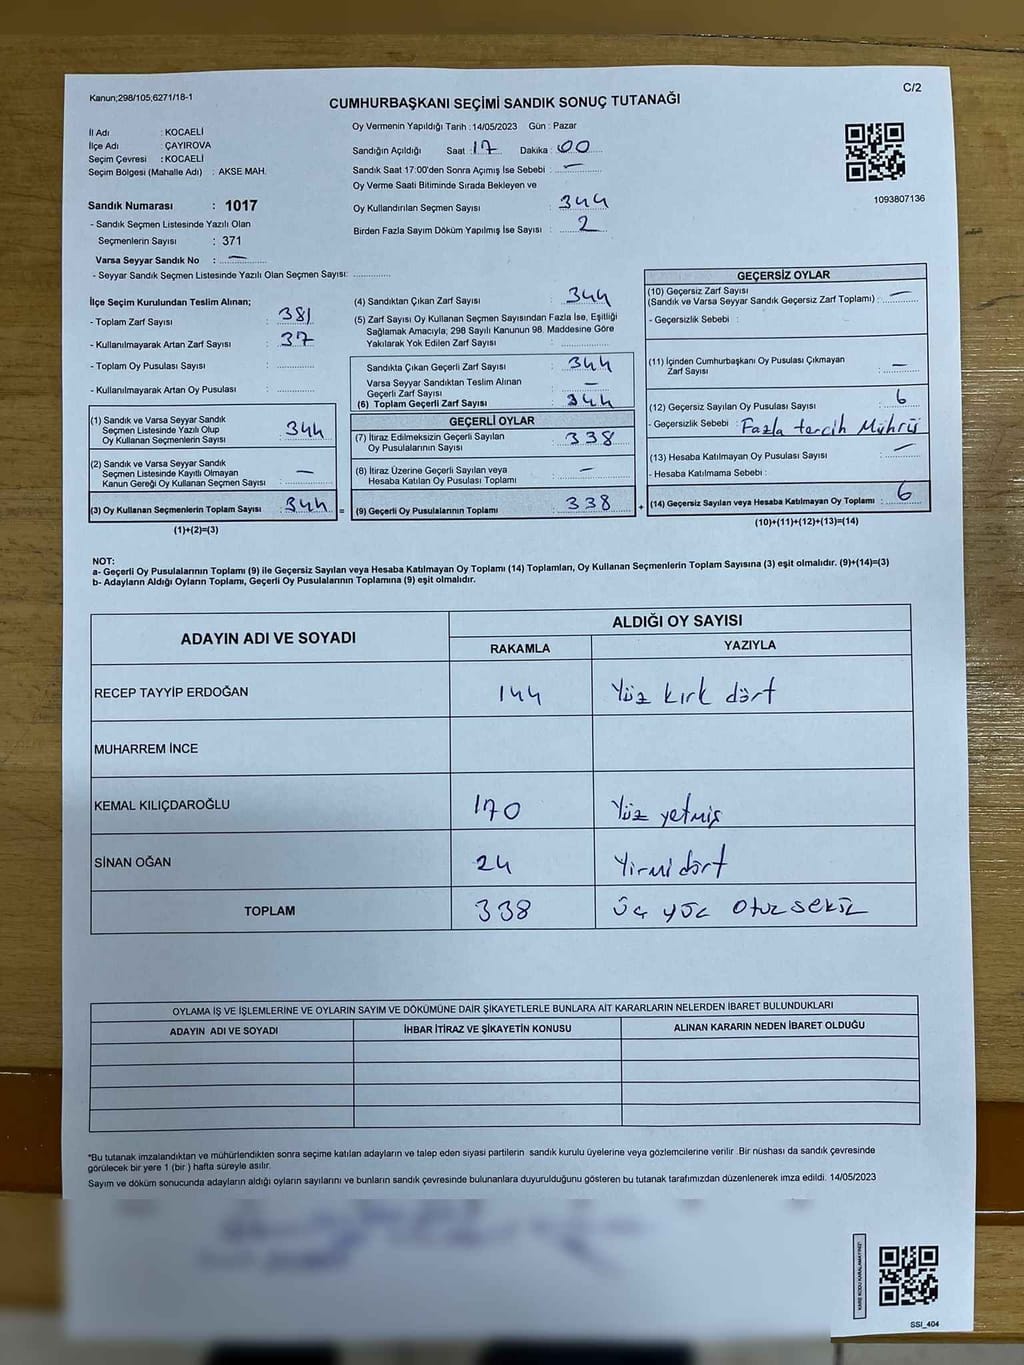 Kanun;298/105;6271/18-1
C/2
CUMHURBAŞKANI SEÇİMİ SANDIK SONUÇ TUTANAĞI
İl Adı : KOCAELİ
İlçe Adı : ÇAYIROVA
Seçim Çevresi : KOCAELİ
Seçim Bölgesi (Mahalle Adı) : AKSE MAH.
Sandık Numarası : 1017
- Sandık Seçmen Listesinde Yazılı Olan
Seçmenlerin Sayısı : 371
Varsa Seyyar Sandık No : —
- Seyyar Sandık Seçmen Listesinde Yazılı Olan Seçmen Sayısı: ............
Oy Vermenin Yapıldığı Tarih : 14/05/2023 Gün : Pazar
Sandığın Açıldığı Saat : 17 Dakika : 00
Sandık Saat 17:00'den Sonra Açımış İse Sebebi : —
Oy Verme Saati Bitiminde Sırada Bekleyen ve
Oy Kullandırılan Seçmen Sayısı : 344
Birden Fazla Sayım Döküm Yapılmış İse Sayısı : 2
1093807136
İlçe Seçim Kurulundan Teslim Alınan;
- Toplam Zarf Sayısı : 381
- Kullanılmayarak Artan Zarf Sayısı : 37
- Toplam Oy Pusulası Sayısı : ............
- Kullanılmayarak Artan Oy Pusulası : ............
(1) Sandık ve Varsa Seyyar Sandık
Seçmen Listesinde Yazılı Olup
Oy Kullanan Seçmenlerin Sayısı : 344
(2) Sandık ve Varsa Seyyar Sandık
Seçmen Listesinde Kayıtlı Olmayan
Kanun Gereği Oy Kullanan Seçmen Sayısı : —
(3) Oy Kullanan Seçmenlerin Toplam Sayısı : 344 =
(1)+(2)=(3)
(4) Sandıktan Çıkan Zarf Sayısı : 344
(5) Zarf Sayısı Oy Kullanan Seçmen Sayısından Fazla İse, Eşitliği
Sağlamak Amacıyla; 298 Sayılı Kanunun 98. Maddesine Göre
Yakılarak Yok Edilen Zarf Sayısı : ............
Sandıkta Çıkan Geçerli Zarf Sayısı : 344
Varsa Seyyar Sandıktan Teslim Alınan
Geçerli Zarf Sayısı : —
(6) Toplam Geçerli Zarf Sayısı : 344
GEÇERLİ OYLAR
(7) İtiraz Edilmeksizin Geçerli Sayılan
Oy Pusulalarının Sayısı : 338
(8) İtiraz Üzerine Geçerli Sayılan veya
Hesaba Katılan Oy Pusulası Toplamı : —
(9) Geçerli Oy Pusulalarının Toplamı : 338 +
GEÇERSİZ OYLAR
(10) Geçersiz Zarf Sayısı
(Sandık ve Varsa Seyyar Sandık Geçersiz Zarf Toplamı) : —
- Geçersizlik Sebebi :
(11) İçinden Cumhurbaşkanı Oy Pusulası Çıkmayan
Zarf Sayısı : —
(12) Geçersiz Sayılan Oy Pusulası Sayısı : 6
- Geçersizlik Sebebi : Fazla tercih Mührü
(13) Hesaba Katılmayan Oy Pusulası Sayısı : —
- Hesaba Katılmama Sebebi :
(14) Geçersiz Sayılan veya Hesaba Katılmayan Oy Toplamı : 6
(10)+(11)+(12)+(13)=(14)
NOT:
a- Geçerli Oy Pusulalarının Toplamı (9) ile Geçersiz Sayılan veya Hesaba Katılmayan Oy Toplamı (14) Toplamları, Oy Kullanan Seçmenlerin Toplam Sayısına (3) eşit olmalıdır. (9)+(14)=(3)
b- Adayların Aldığı Oyların Toplamı, Geçerli Oy Pusulalarının Toplamına (9) eşit olmalıdır.
ADAYIN ADI VE SOYADI
ALDIĞI OY SAYISI
RAKAMLA YAZIYLA
RECEP TAYYİP ERDOĞAN 144 Yüz kırk dört
MUHARREM İNCE
KEMAL KILIÇDAROĞLU 170 Yüz yetmiş
SİNAN OĞAN 24 Yirmi dört
TOPLAM 338 üç yüz otuz sekiz
OYLAMA İŞ VE İŞLEMLERİNE VE OYLARIN SAYIM VE DÖKÜMÜNE DAİR ŞİKAYETLERLE BUNLARA AİT KARARLARIN NELERDEN İBARET BULUNDUKLARI
ADAYIN ADI VE SOYADI İHBAR İTİRAZ VE ŞİKAYETİN KONUSU ALINAN KARARIN NEDEN İBARET OLDUĞU
*Bu tutanak imzalandıktan ve mühürlendikten sonra seçime katılan adayların ve talep eden siyasi partilerin sandık kurulu üyelerine veya gözlemcilerine verilir .Bir nüshası da sandık çevresinde
görülecek bir yere 1 (bir ) hafta süreyle asılır.
Sayım ve döküm sonucunda adayların aldığı oyların sayılarını ve bunların sandık çevresinde bulunanlara duyurulduğunu gösteren bu tutanak tarafımızdan düzenlenerek imza edildi. 14/05/2023
KARE KODU KARALAMAYINIZ!
SSI_404